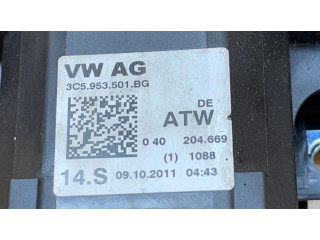 VW AG
3C5.953.501.BG
DE
ATW
0 40 204.669
(1) 1088
14.S 09.10.2011 04:43